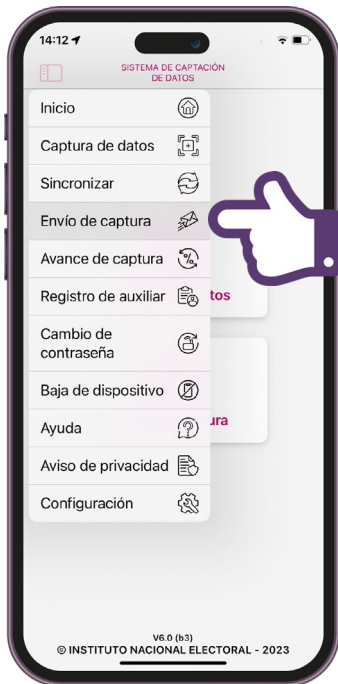 14:12
SISTEMA DE CAPTACIÓN
DE DATOS
Inicio
Captura de datos
Sincronizar
Envío de captura
Avance de captura
Registro de auxiliar
tos
Cambio de
contraseña
Baja de dispositivo
Ayuda
ura
Aviso de privacidad
Configuración
V6.0 (b3)
© INSTITUTO NACIONAL ELECTORAL - 2023